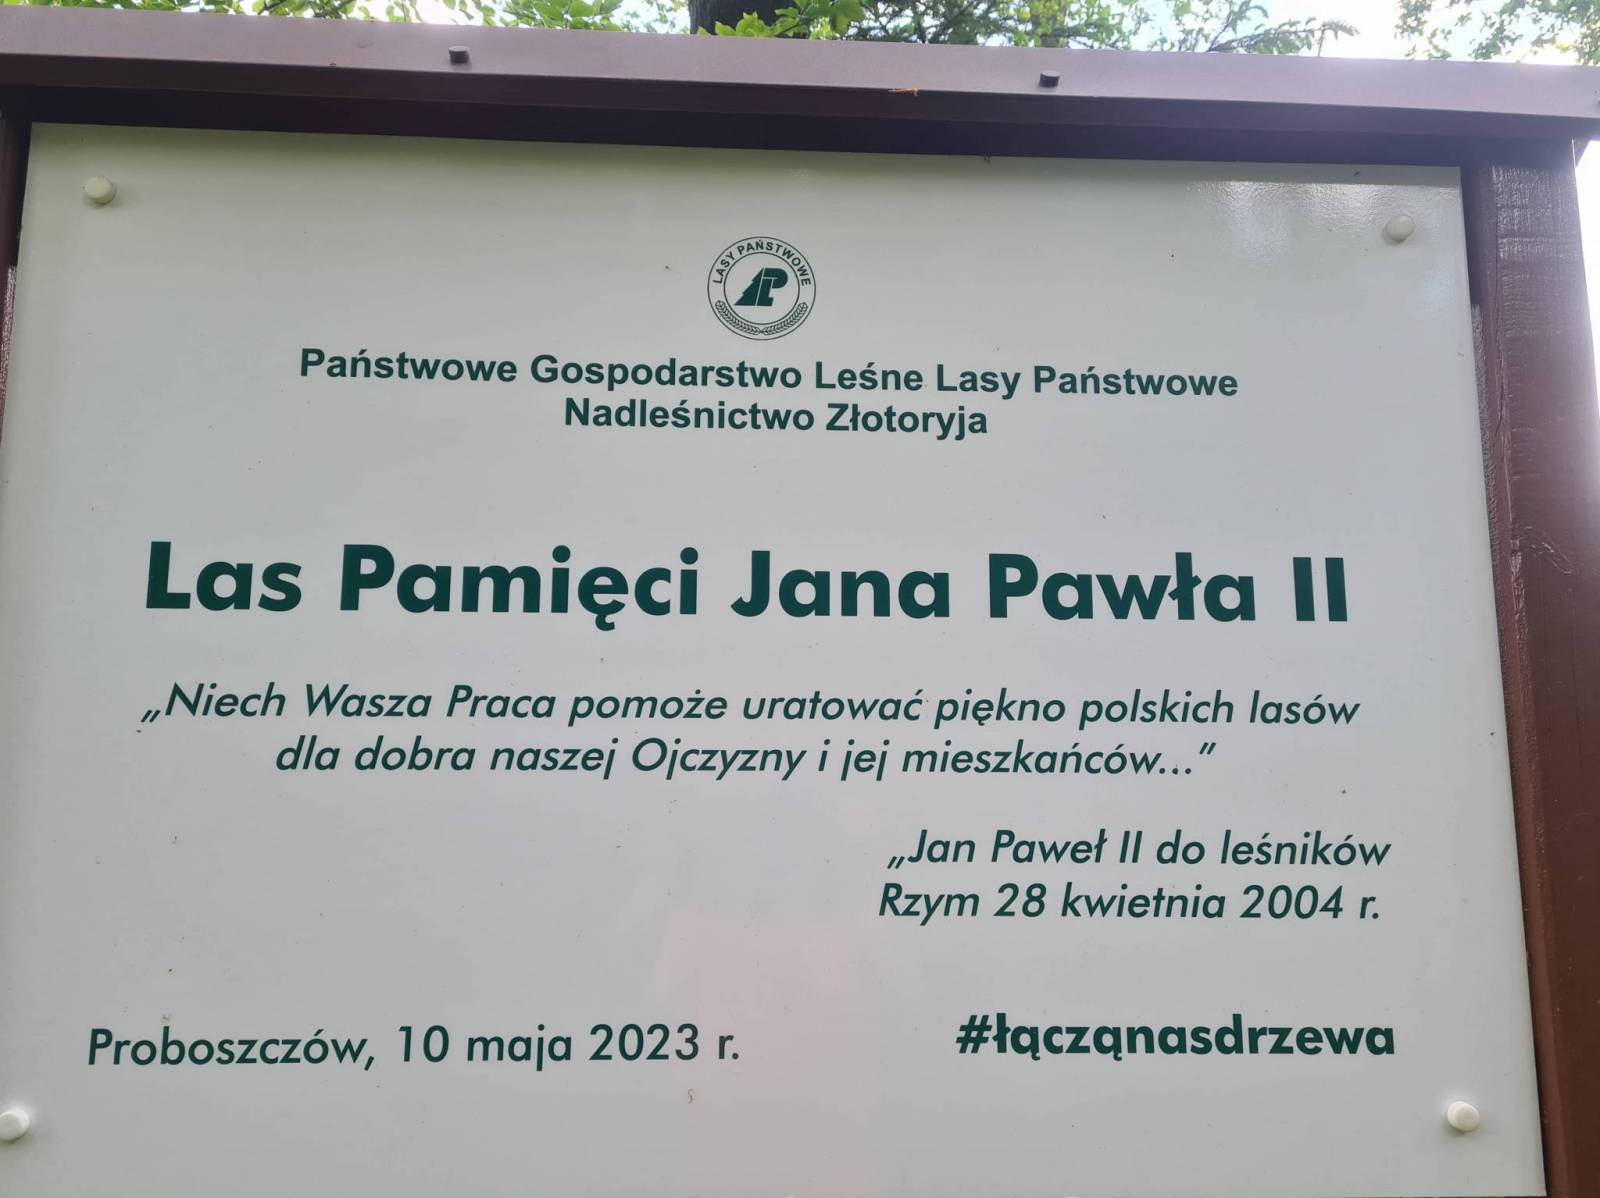 LASY PAŃSTWOWE
LP
Państwowe Gospodarstwo Leśne Lasy Państwowe
Nadleśnictwo Złotoryja
Las Pamięci Jana Pawła II
„Niech Wasza Praca pomoże uratować piękno polskich lasów
dla dobra naszej Ojczyzny i jej mieszkańców...”
„Jan Paweł II do leśników
Rzym 28 kwietnia 2004 r.
Proboszczów, 10 maja 2023 r.
#łącząnasdrzewa